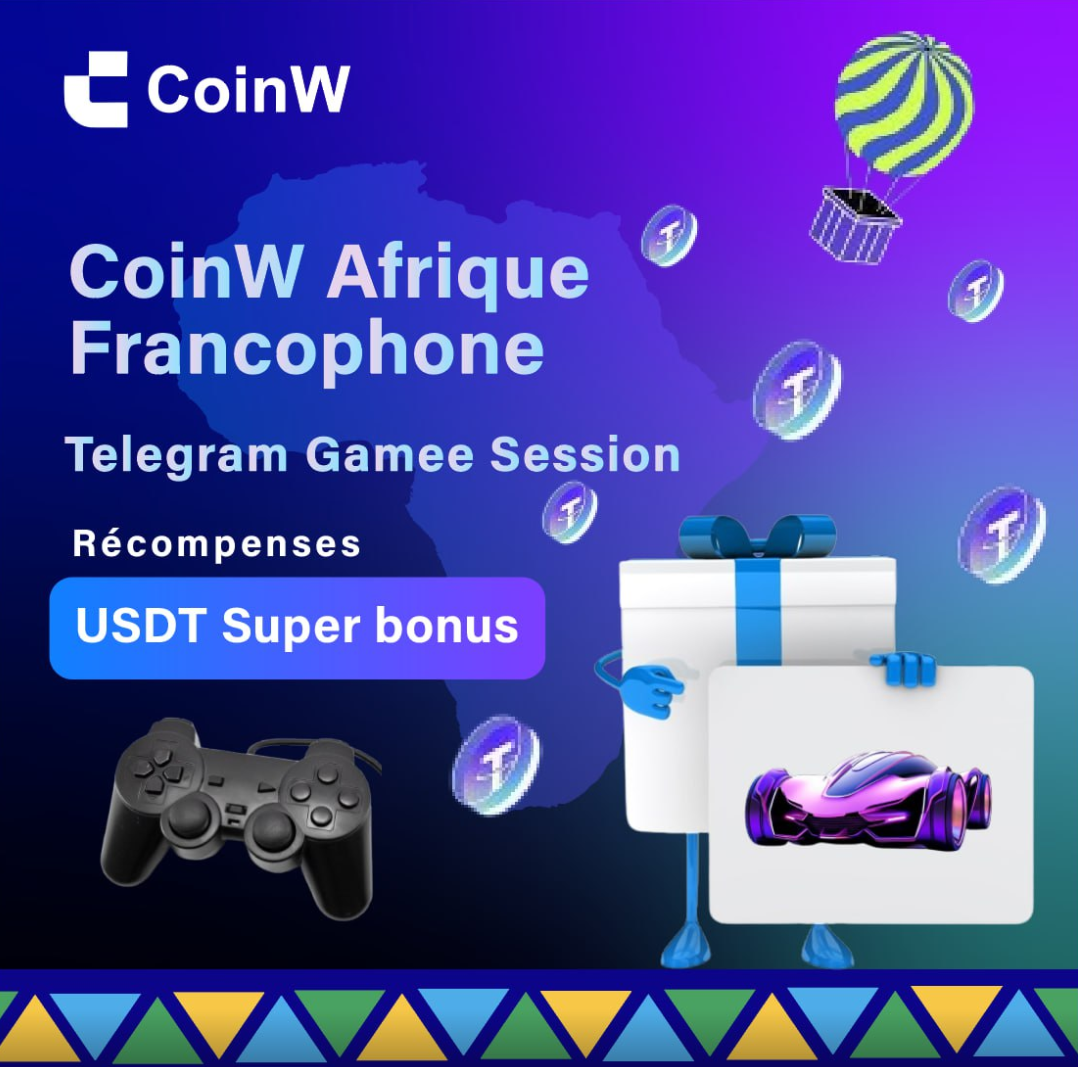 CoinW
CoinW Afrique
Francophone
Telegram Gamee Session
Récompenses
USDT Super bonus